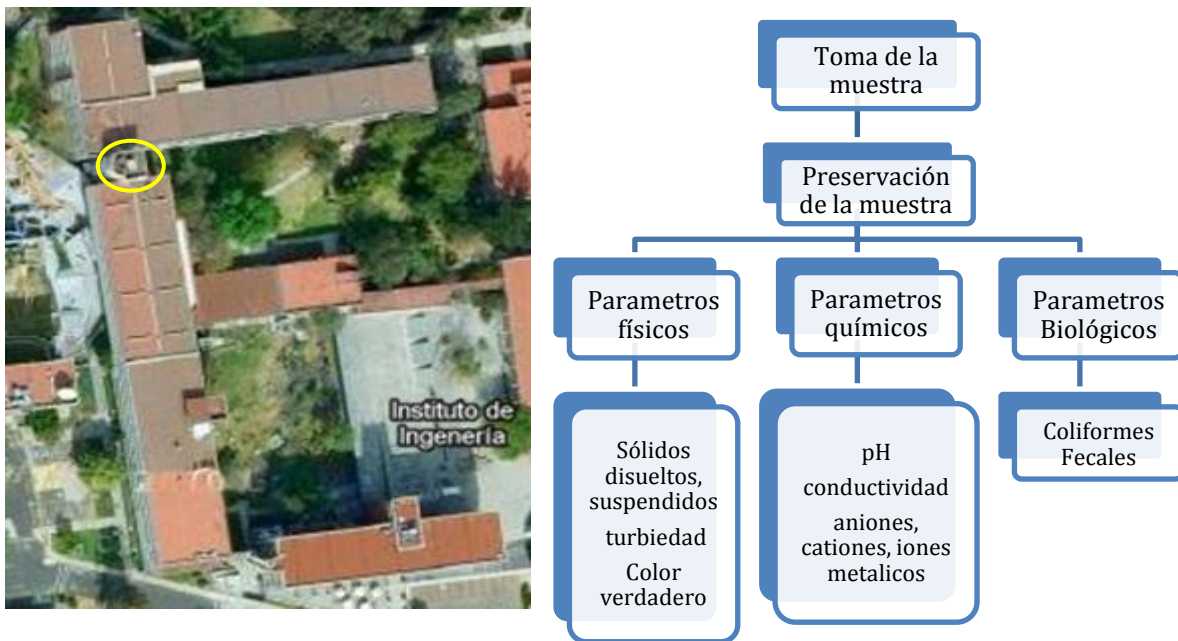 Instituto de
Ingenería
Toma de la
muestra
Preservación
de la muestra
Parametros
físicos
Parametros
químicos
Parametros
Biológicos
Sólidos
disueltos,
suspendidos
turbiedad
Color
verdadero
pH
conductividad
aniones,
cationes, iones
metalicos
Coliformes
Fecales